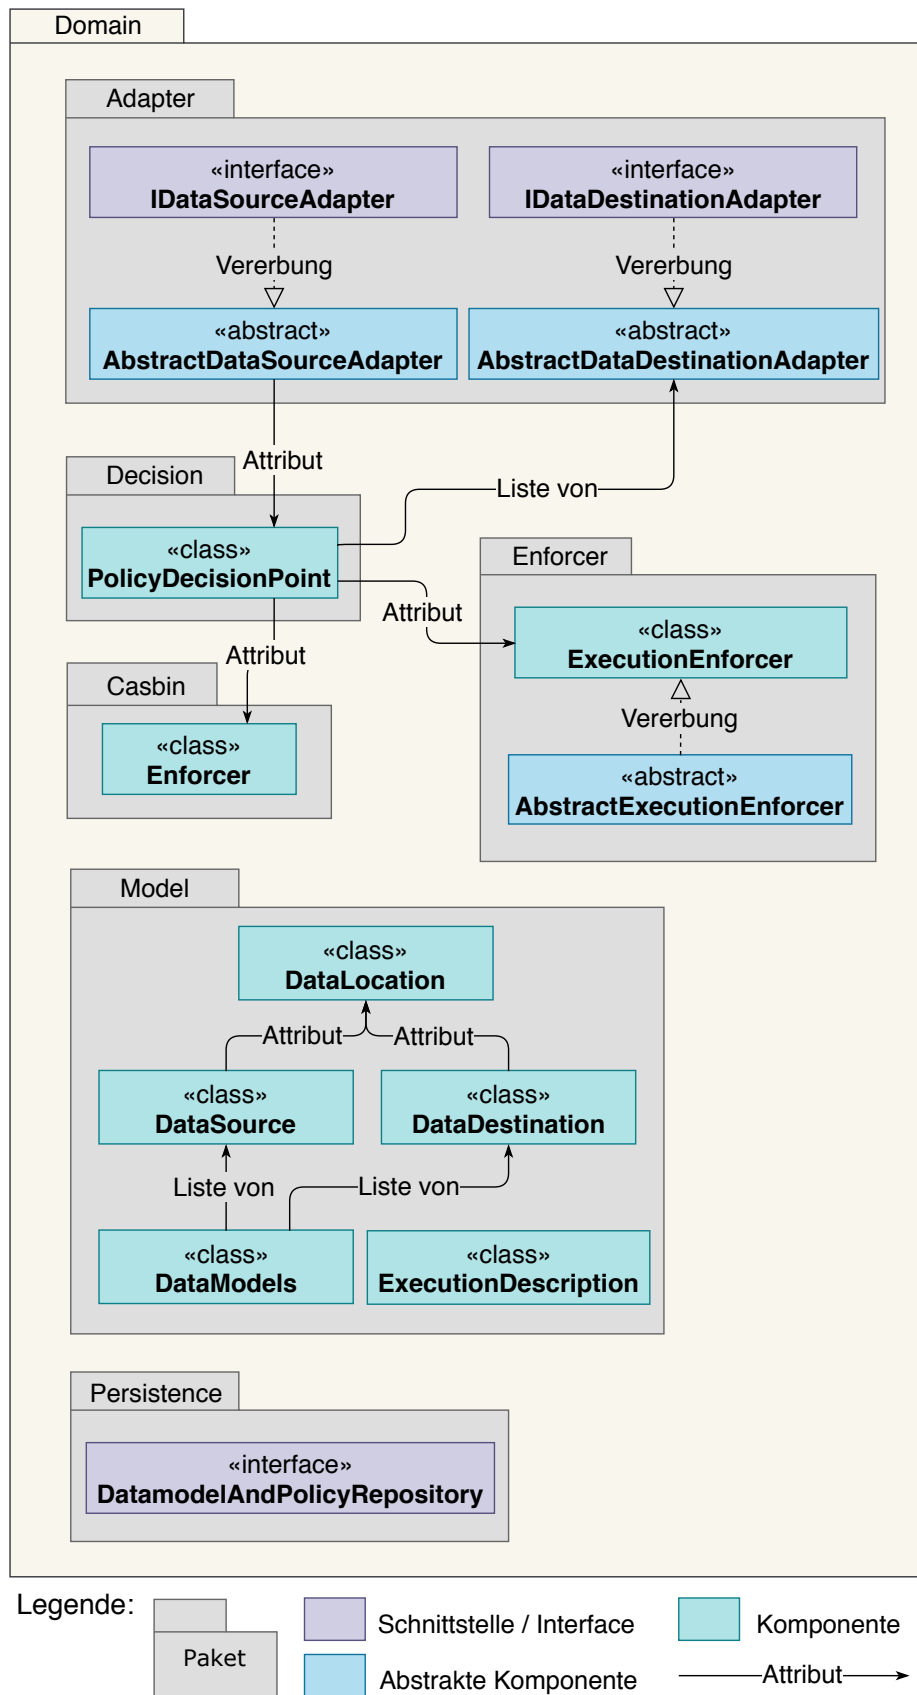 Domain
Adapter
«interface»
IDataSourceAdapter
«interface»
IDataDestinationAdapter
Vererbung
Vererbung
«abstract»
AbstractDataSourceAdapter
«abstract»
AbstractDataDestinationAdapter
Attribut
Liste von
Decision
«class»
PolicyDecisionPoint
Attribut
Attribut
Enforcer
«class»
ExecutionEnforcer
Vererbung
«abstract»
AbstractExecutionEnforcer
Casbin
«class»
Enforcer
Model
«class»
DataLocation
Attribut
Attribut
«class»
DataSource
«class»
DataDestination
Liste von
Liste von
«class»
DataModels
«class»
ExecutionDescription
Persistence
«interface»
DatamodelAndPolicyRepository
Legende:
Paket
Schnittstelle / Interface
Abstrakte Komponente
Komponente
Attribut